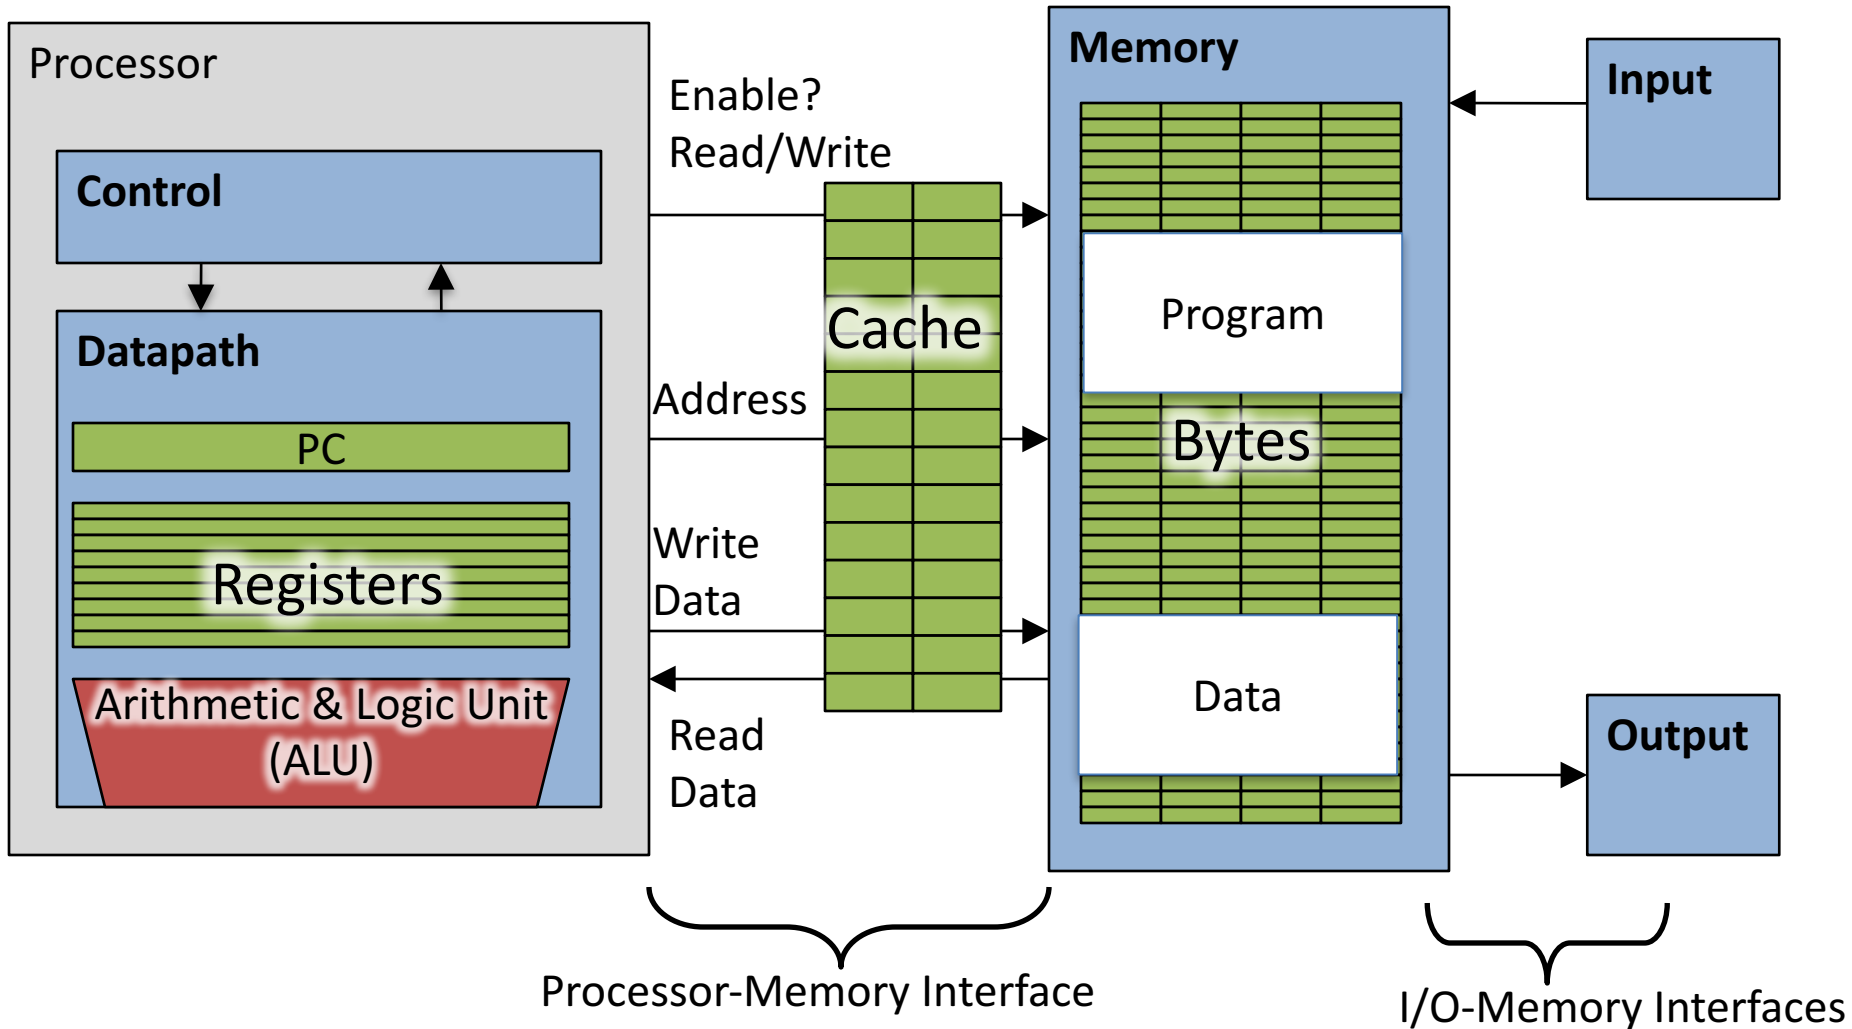 Processor
Control
Datapath
PC
Registers
Arithmetic & Logic Unit
(ALU)
Enable?
Read/Write
Cache
Address
Write
Data
Read
Data
Memory
Program
Bytes
Data
Input
Output
Processor-Memory Interface
I/O-Memory Interfaces